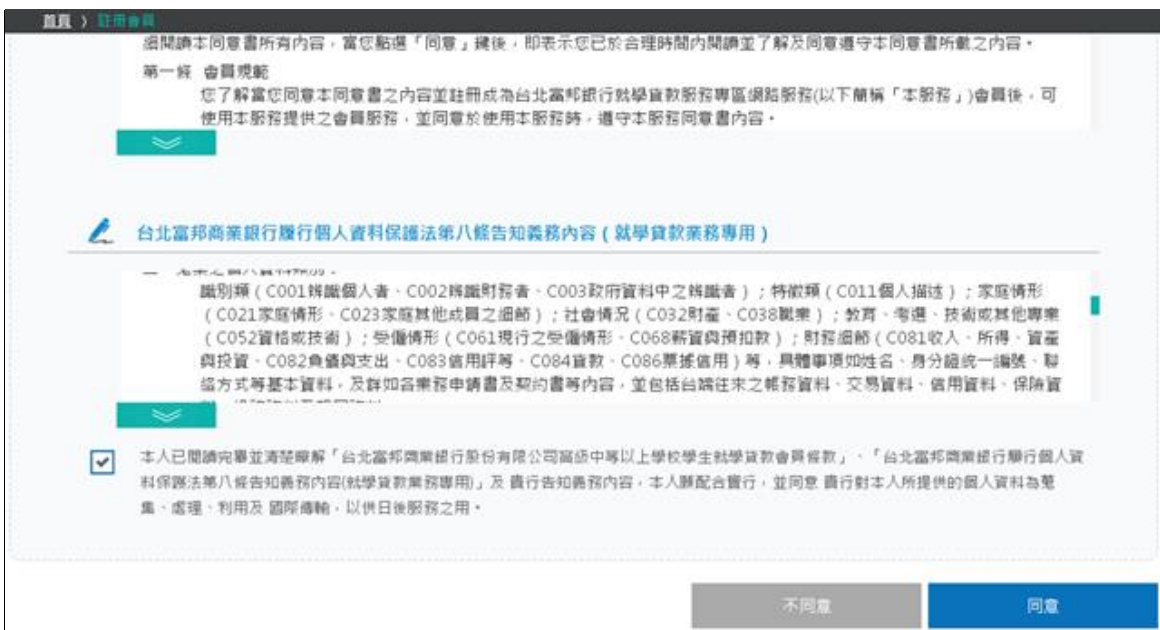 首頁 〉 註冊會員
細閱讀本同意書所有內容，當您點選「同意」鍵後，即表示您已於合理時間內閱讀並了解及同意遵守本同意書所載之內容。
第一條 會員規範
您了解當您同意本同意書之內容並註冊成為台北富邦銀行就學貸款服務專區網路服務(以下簡稱「本服務」)會員後，可
使用本服務提供之會員服務，並同意於使用本服務時，遵守本服務同意書內容。
台北富邦商業銀行履行個人資料保護法第八條告知義務內容 ( 就學貸款業務專用 )
識別類（C001辨識個人者、C002辨識財務者、C003政府資料中之辨識者）；特徵類（C011個人描述）；家庭情形
（C021家庭情形、C023家庭其他成員之細節）；社會情況（C032財產、C038職業）；教育、考選、技術或其他專業
（C052資格或技術）；受僱情形（C061現行之受僱情形、C068薪資與預扣款）；財務細節（C081收入、所得、資產
與投資、C082負債與支出、C083信用評等、C084貸款、C086票據信用）等，具體事項如姓名、身分證統一編號、聯
絡方式等基本資料，及詳如各業務申請書及契約書等內容，並包括台端往來之帳務資料、交易資料、信用資料、保險資
本人已閱讀完畢並清楚瞭解「台北富邦商業銀行股份有限公司高級中等以上學校學生就學貸款會員條款」、「台北富邦商業銀行履行個人資
料保護法第八條告知義務內容(就學貸款業務專用)」及 貴行告知義務內容，本人願配合實行，並同意 貴行對本人所提供的個人資料為蒐
集、處理、利用及 國際傳輸，以供日後服務之用。
不同意
同意